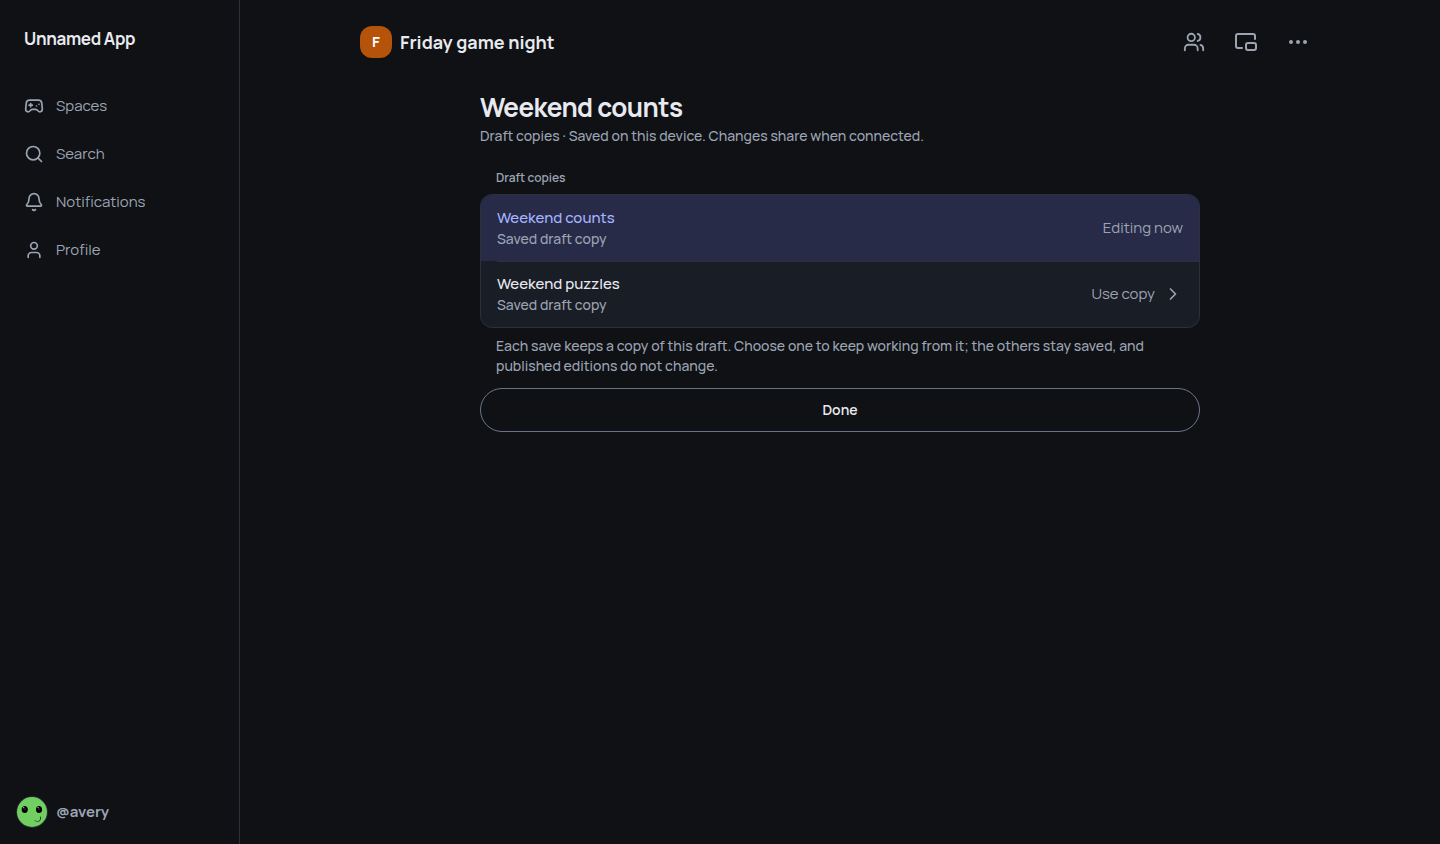 Unnamed App
Spaces
Search
Notifications
Profile
@avery
F
Friday game night
Weekend counts
Draft copies · Saved on this device. Changes share when connected.
Draft copies
Weekend counts
Saved draft copy
Editing now
Weekend puzzles
Saved draft copy
Use copy
Each save keeps a copy of this draft. Choose one to keep working from it; the others stay saved, and
published editions do not change.
Done